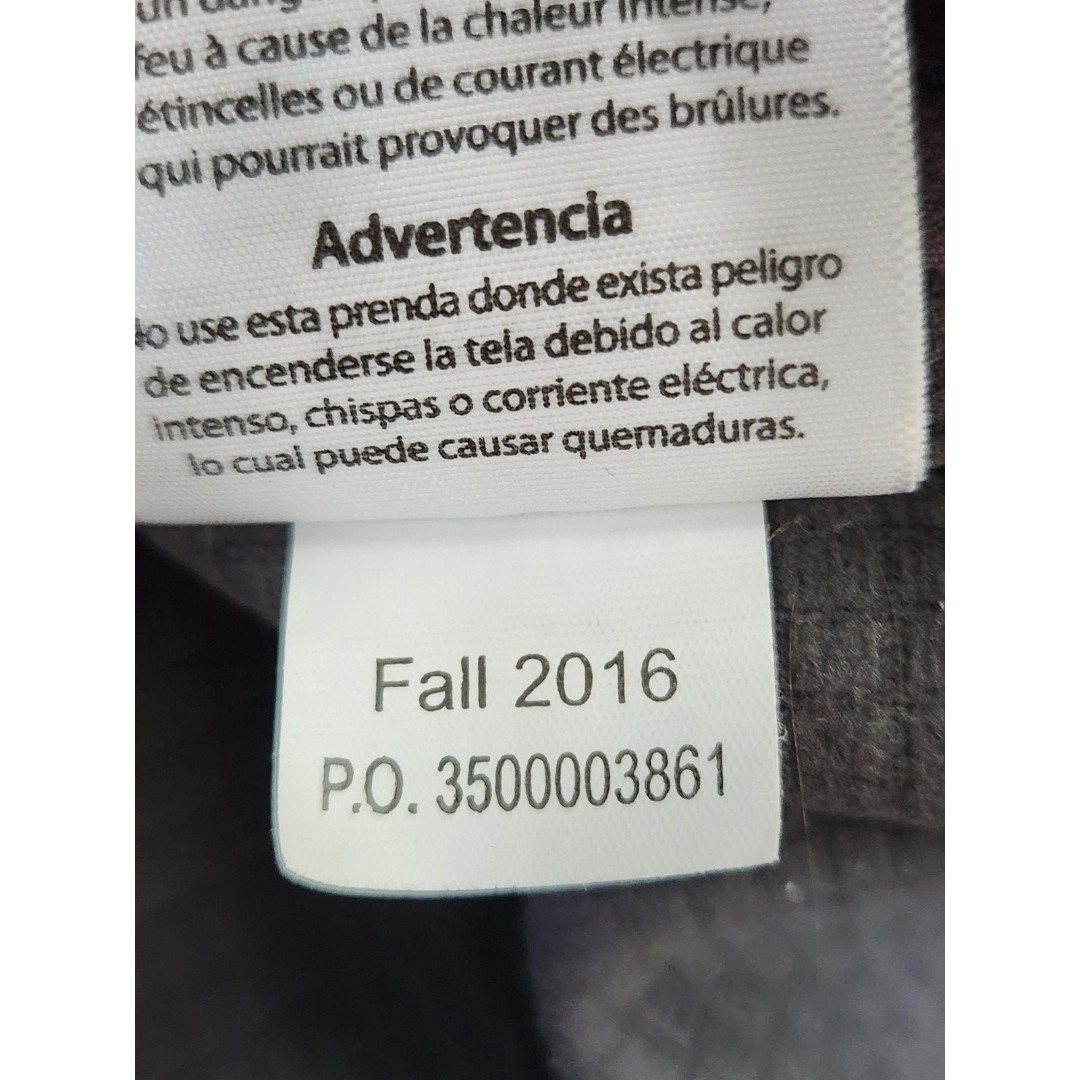 feu à cause de la chaleur intense,
étincelles ou de courant électrique
qui pourrait provoquer des brûlures.
Advertencia
No use esta prenda donde exista peligro
de encenderse la tela debido al calor
intenso, chispas o corriente eléctrica,
lo cual puede causar quemaduras.
Fall 2016
P.O. 3500003861